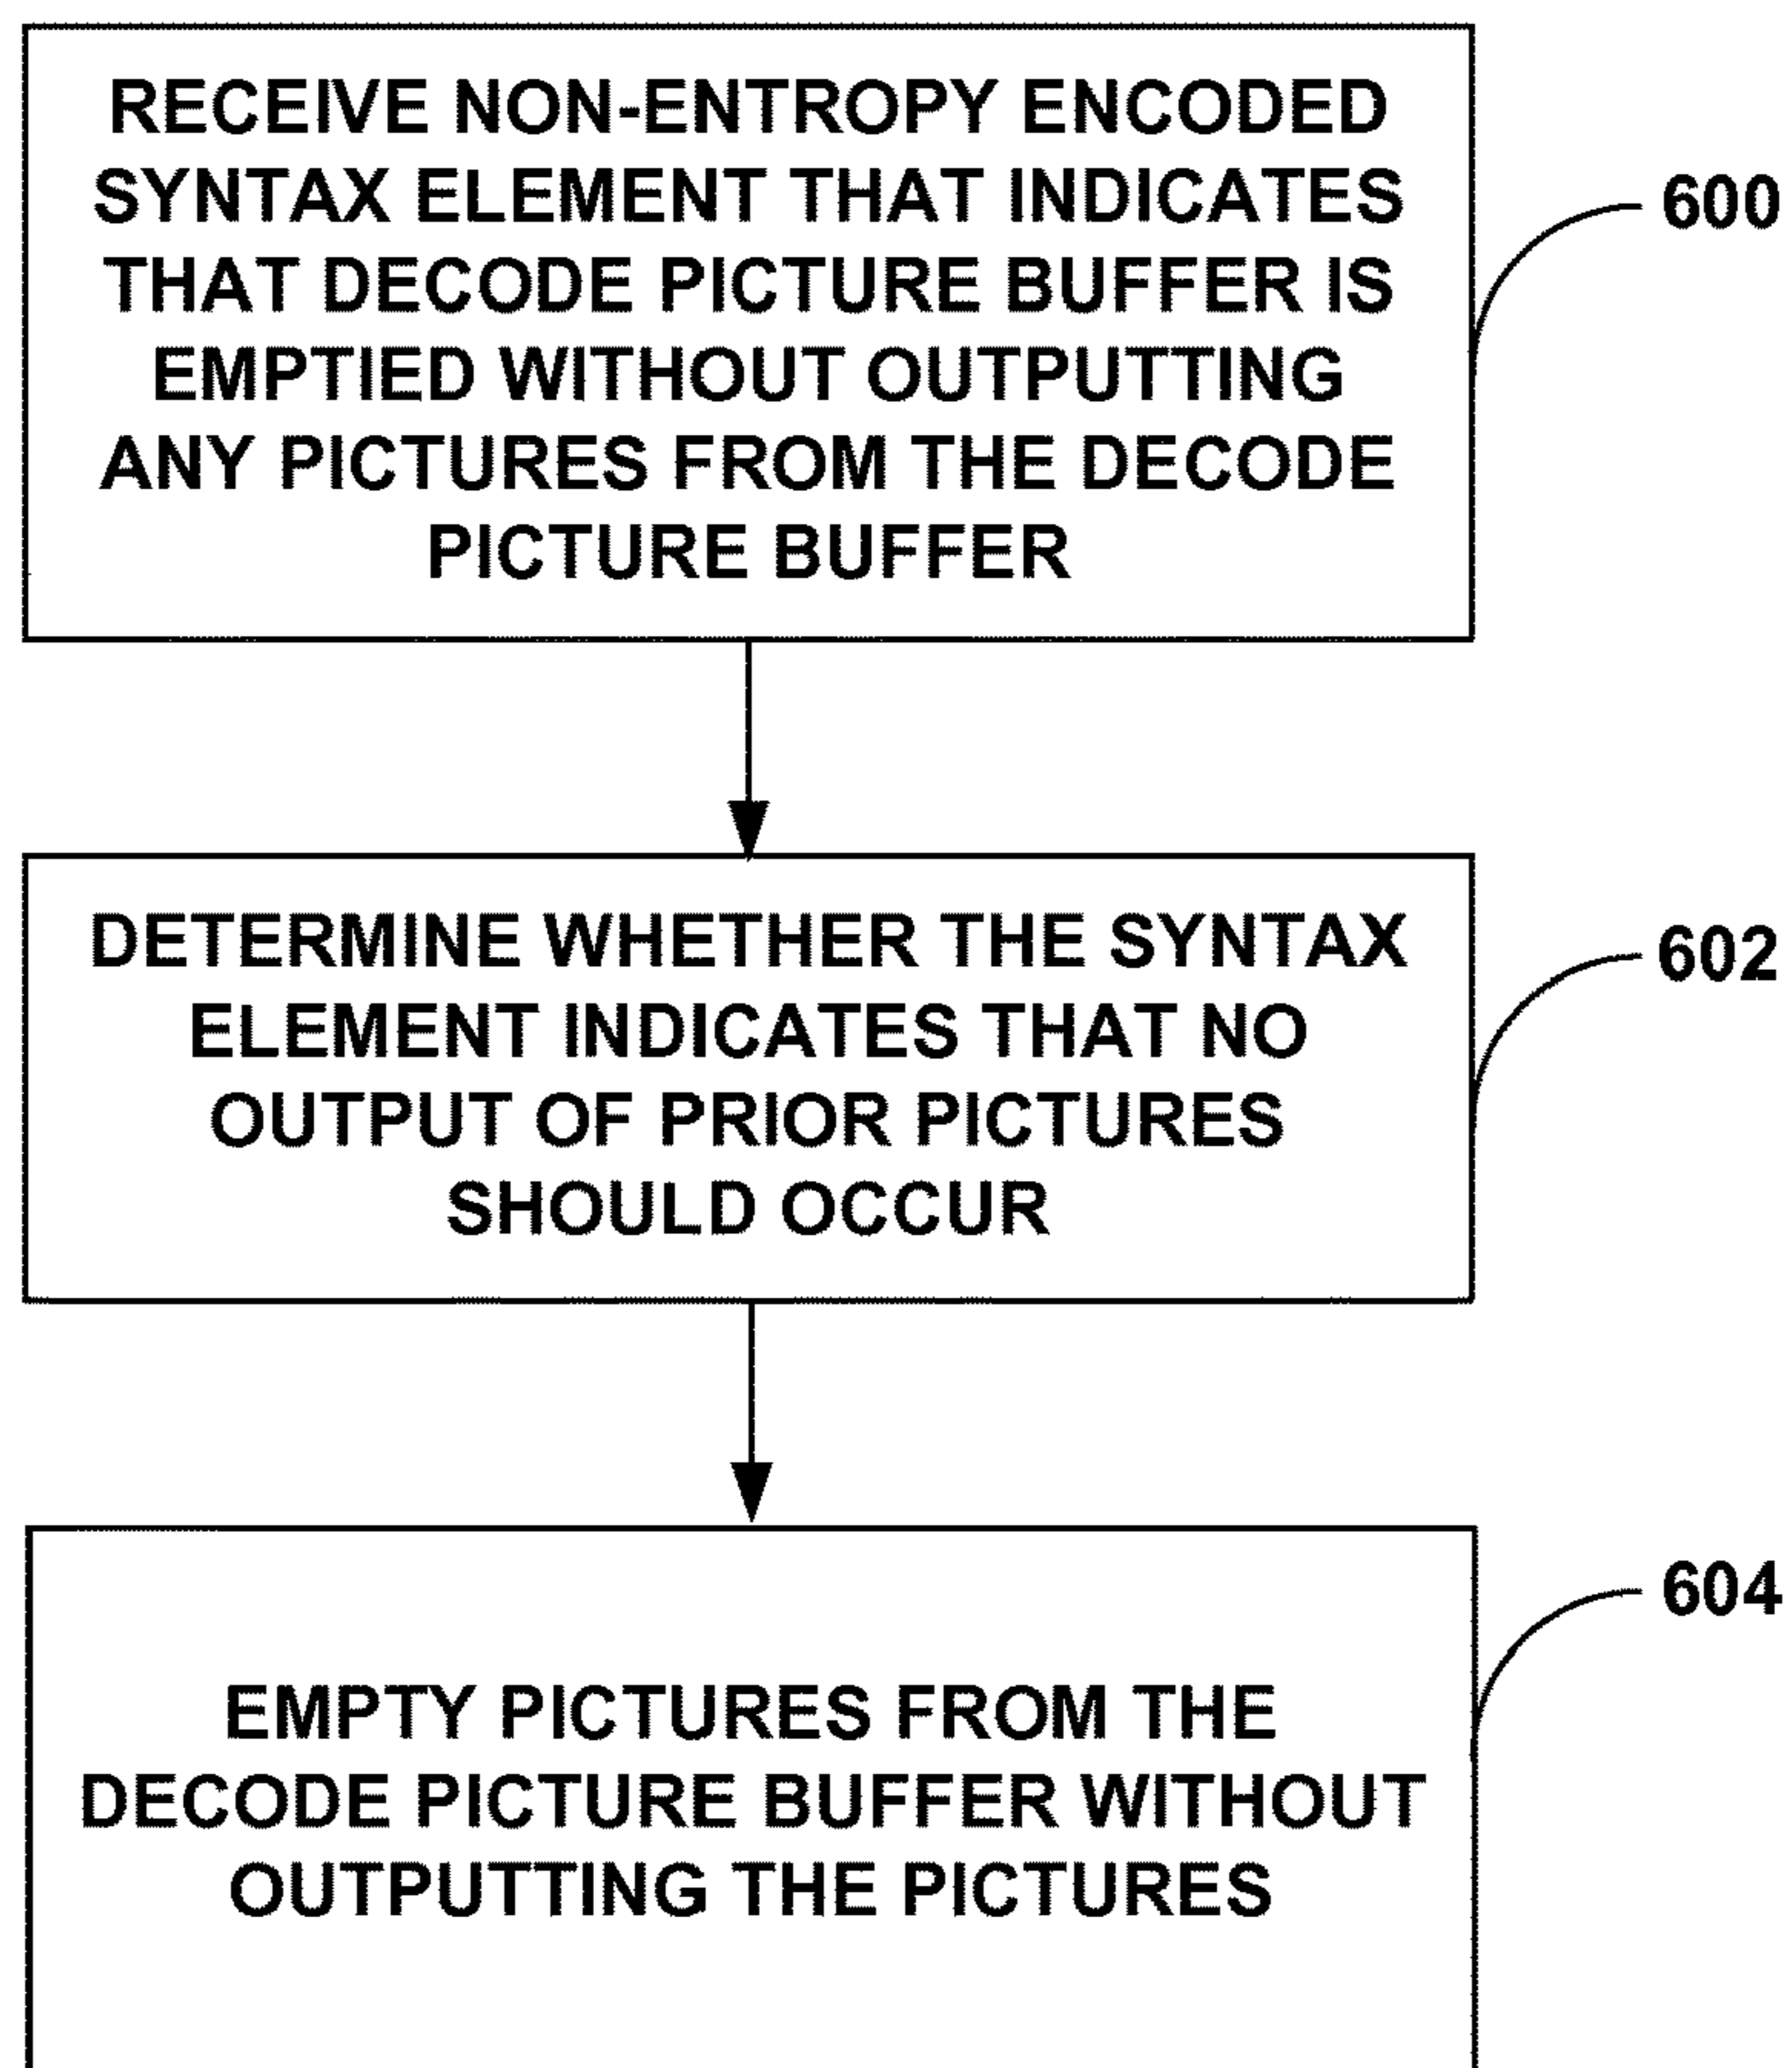 RECEIVE NON-ENTROPY ENCODED
SYNTAX ELEMENT THAT INDICATES
THAT DECODE PICTURE BUFFER IS
EMPTIED WITHOUT OUTPUTTING
ANY PICTURES FROM THE DECODE
PICTURE BUFFER
600
DETERMINE WHETHER THE SYNTAX
ELEMENT INDICATES THAT NO
OUTPUT OF PRIOR PICTURES
SHOULD OCCUR
602
EMPTY PICTURES FROM THE
DECODE PICTURE BUFFER WITHOUT
OUTPUTTING THE PICTURES
604